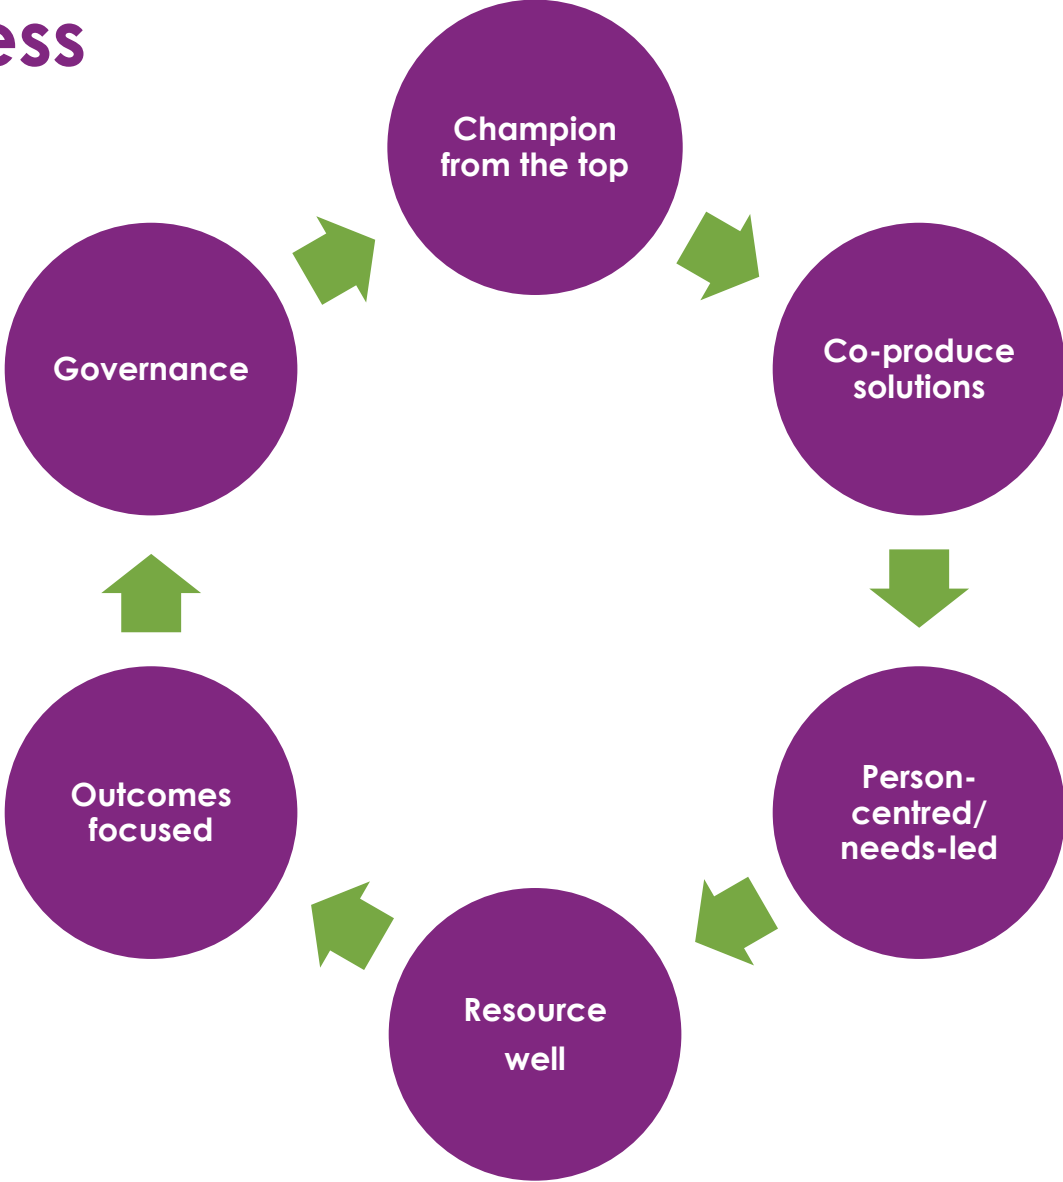 ess
Champion
from the top
Co-produce
solutions
Person-
centred/
needs-led
Resource
well
Outcomes
focused
Governance